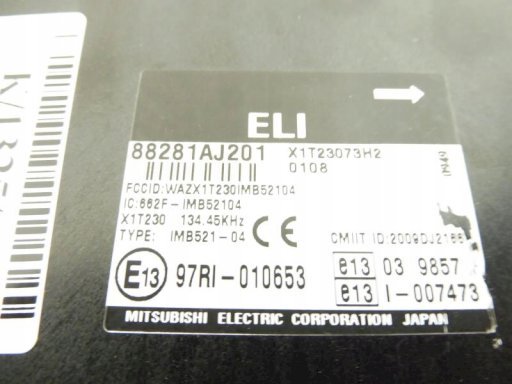 ELI
88281AJ201 X1T23073H2
0108
FCCID:WAZX1T230IMB52104
IC:662F-IMB52104
X1T230 134.45KHz
TYPE: IMB521-04 CE CMIIT ID:2009DJ2166
E13 97RI-010653
e13 03 9857
e13 I-007473
MITSUBISHI ELECTRIC CORPORATION JAPAN